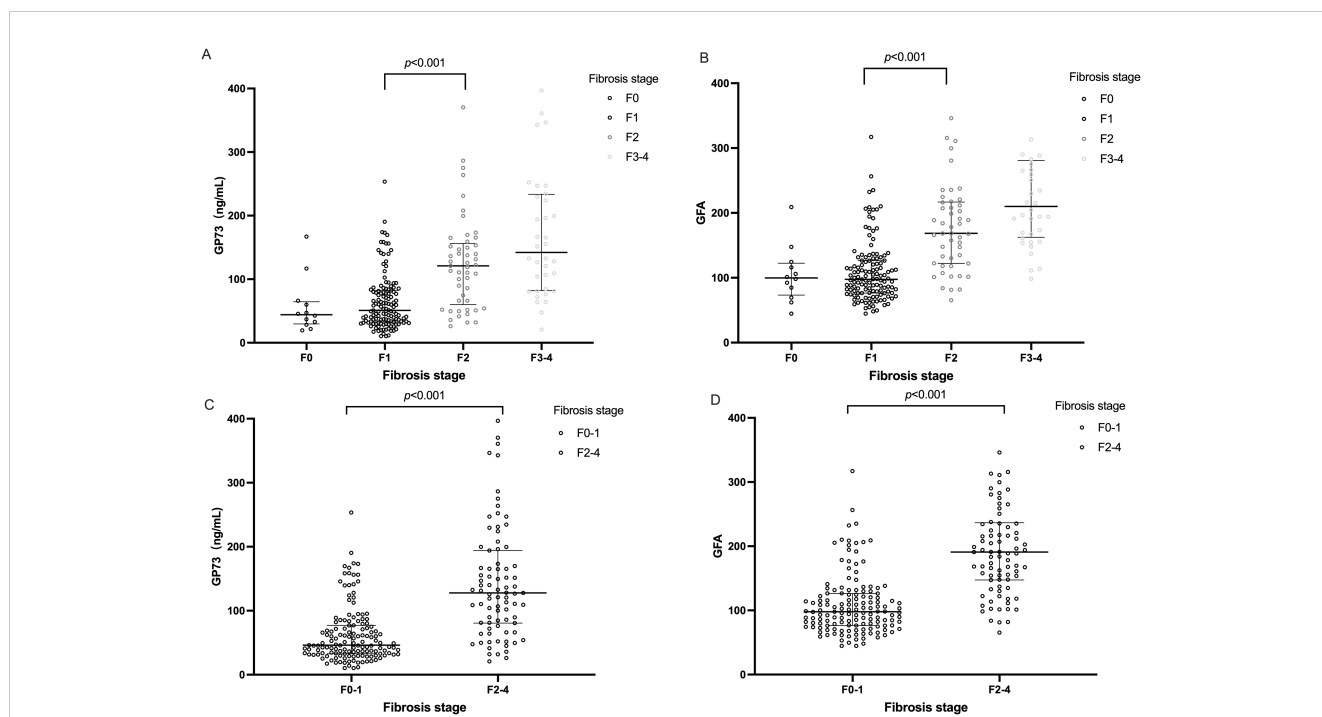 A
p<0.001
Fibrosis stage
F0
F1
F2
F3-4
400
300
200
100
0
GP73 (ng/mL)
F0
F1
F2
F3-4
Fibrosis stage
B
p<0.001
Fibrosis stage
F0
F1
F2
F3-4
400
300
200
100
0
GFA
F0
F1
F2
F3-4
Fibrosis stage
C
p<0.001
Fibrosis stage
F0-1
F2-4
400
300
200
100
0
GP73 (ng/mL)
F0-1
F2-4
Fibrosis stage
D
p<0.001
Fibrosis stage
F0-1
F2-4
400
300
200
100
0
GFA
F0-1
F2-4
Fibrosis stage